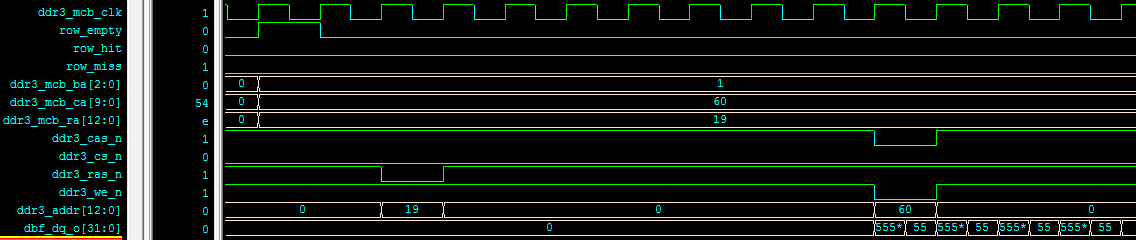 ddr3_mcb_clk 1
row_empty 0
row_hit 0
row_miss 1
ddr3_mcb_ba[2:0] 0 0 1
ddr3_mcb_ca[9:0] 54 0 60
ddr3_mcb_ra[12:0] e 0 19
ddr3_cas_n 1
ddr3_cs_n 0
ddr3_ras_n 1
ddr3_we_n 1
ddr3_addr[12:0] 0 0 19 0 60 0
dbf_dq_o[31:0] 0 0 555* 55 555* 55 555* 55 555* 55